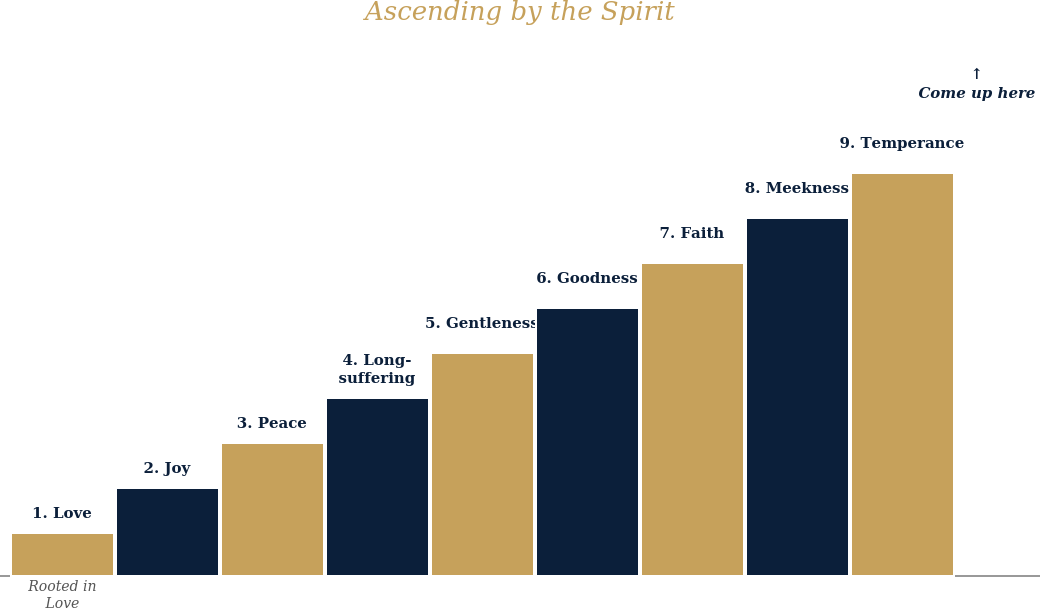 Ascending by the Spirit
↑
Come up here
9. Temperance
8. Meekness
7. Faith
6. Goodness
5. Gentleness
4. Long-
suffering
3. Peace
2. Joy
1. Love
Rooted in
Love